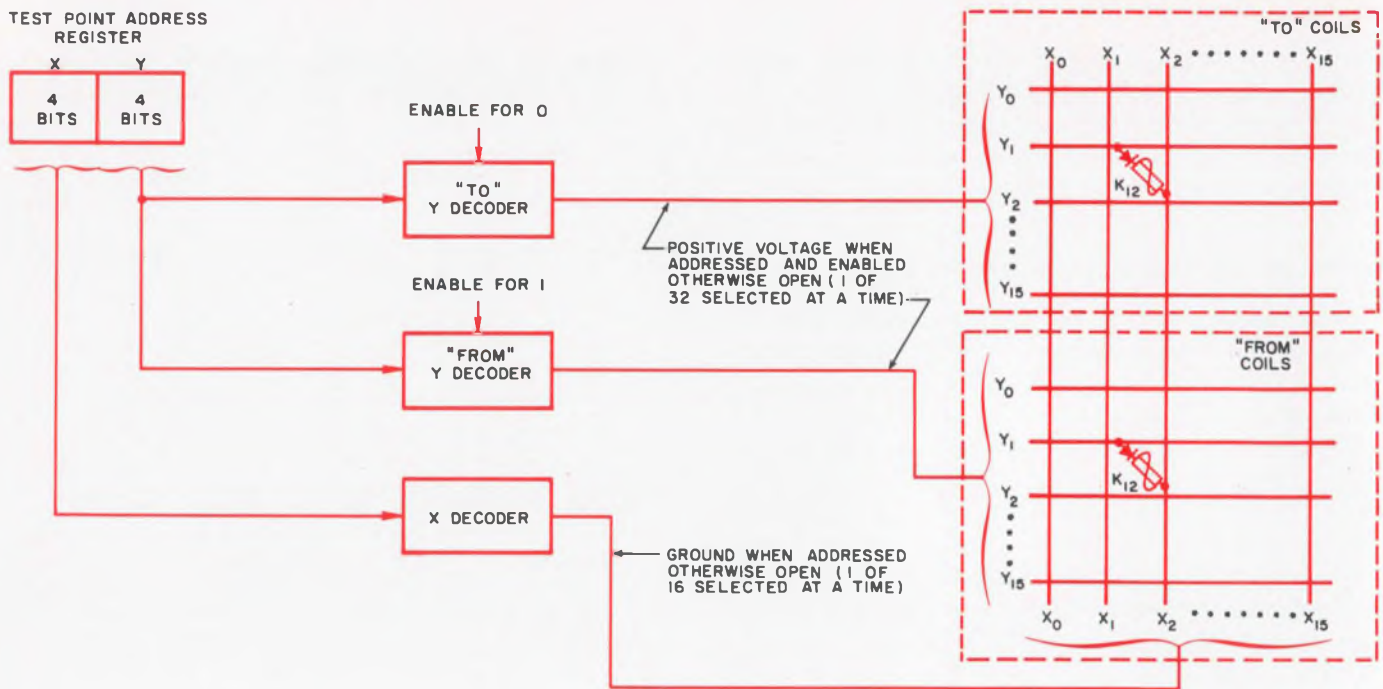 TEST POINT ADDRESS
REGISTER
X Y
4
BITS
4
BITS
ENABLE FOR 0
"TO"
Y DECODER
ENABLE FOR 1
"FROM"
Y DECODER
X DECODER
POSITIVE VOLTAGE WHEN
ADDRESSED AND ENABLED
OTHERWISE OPEN (1 OF
32 SELECTED AT A TIME)
GROUND WHEN ADDRESSED
OTHERWISE OPEN (1 OF
16 SELECTED AT A TIME)
"TO" COILS
X0 X1 X2 X15
Y0
Y1
K12
Y2
Y15
"FROM"
COILS
Y0
Y1
K12
Y2
Y15
X0 X1 X2 X15